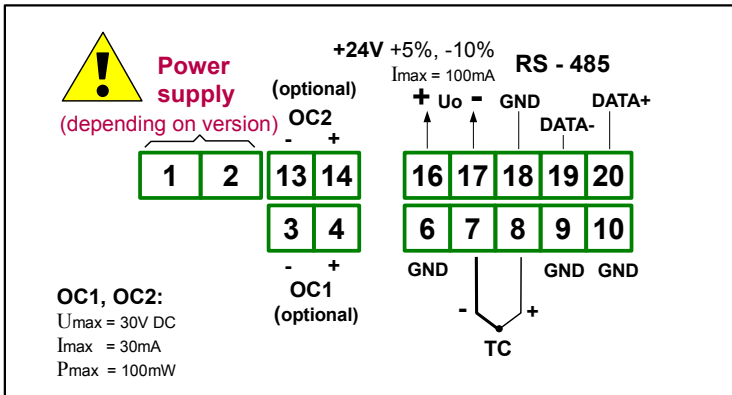 Power
supply
(depending on version)
(optional)
OC2
- +
+24V +5%, -10%
Imax = 100mA
RS - 485
+ Uo -
GND
DATA-
DATA+
1 2 13 14 16 17 18 19 20
3 4 6 7 8 9 10
- +
OC1
(optional)
GND
GND GND
- +
TC
OC1, OC2:
Umax = 30V DC
Imax = 30mA
Pmax = 100mW